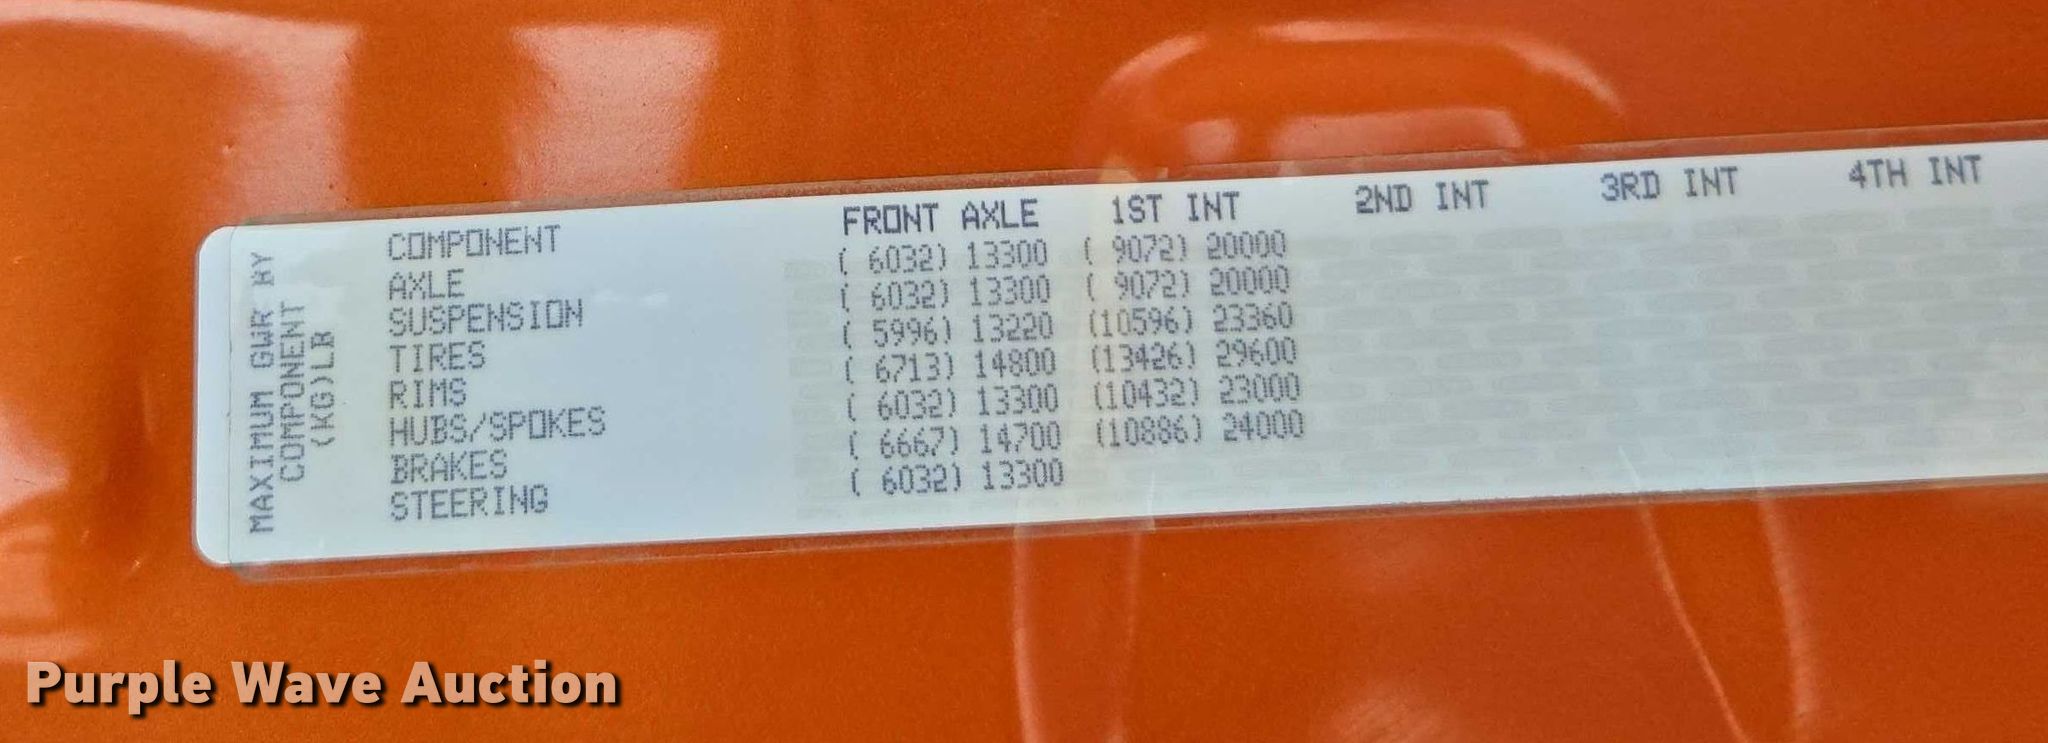 MAXIMUM GWR BY
COMPONENT
(KG)LB
COMPONENT FRONT AXLE 1ST INT 2ND INT 3RD INT 4TH INT
AXLE ( 6032) 13300 ( 9072) 20000
SUSPENSION ( 6032) 13300 ( 9072) 20000
TIRES ( 5996) 13220 (10596) 23360
RIMS ( 6713) 14800 (13426) 29600
HUBS/SPOKES ( 6032) 13300 (10432) 23000
BRAKES ( 6667) 14700 (10886) 24000
STEERING ( 6032) 13300
Purple Wave Auction